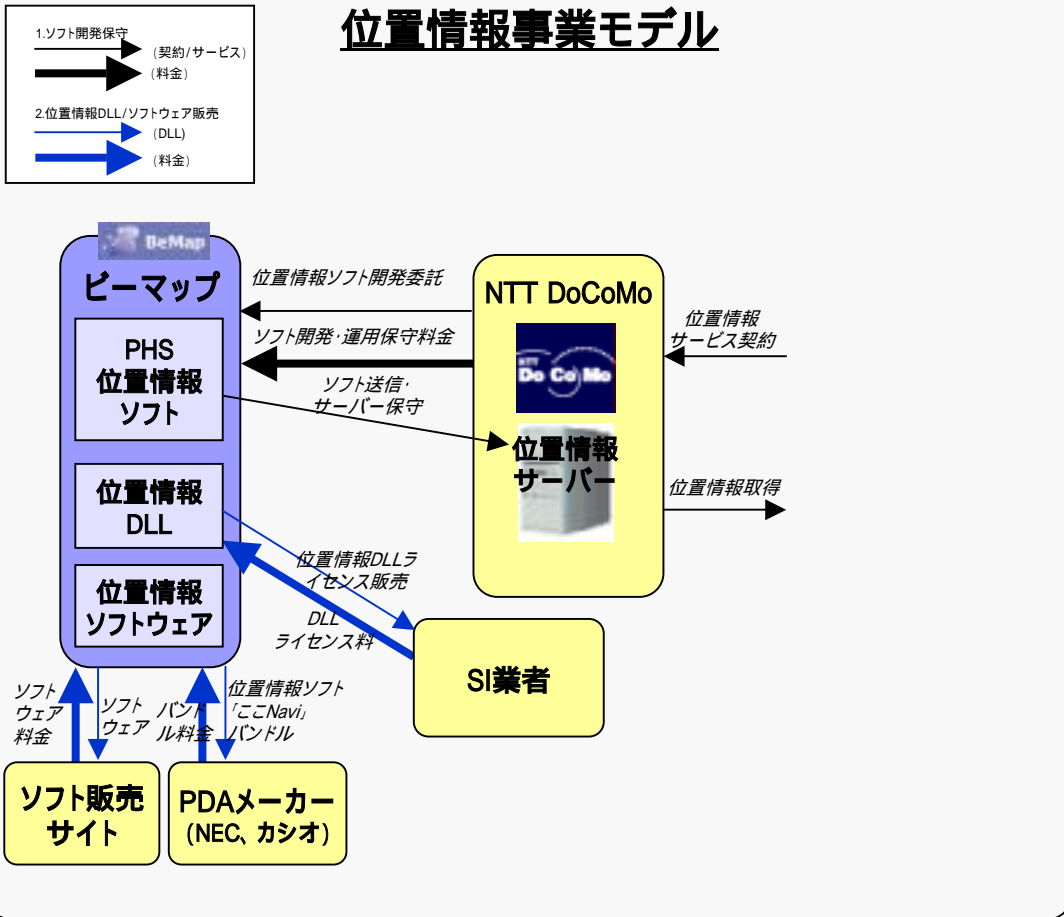 位置情報事業モデル
1.ソフト開発保守
(契約/サービス)
(料金)
2.位置情報DLL/ソフトウェア販売
(DLL)
(料金)
BeMap
ビーマップ
PHS
位置情報
ソフト
位置情報
DLL
位置情報
ソフトウェア
位置情報ソフト開発委託
ソフト開発・運用保守料金
ソフト送信・
サーバー保守
NTT DoCoMo
NTT
DoCoMo
位置情報
サーバー
位置情報
サービス契約
位置情報取得
位置情報DLLラ
イセンス販売
DLL
ライセンス料
SI業者
ソフト
ウェア
料金
ソフト
ウェア
バンド
ル料金
位置情報ソフト
「ここNavi」
バンドル
ソフト販売
サイト
PDAメーカー
(NEC、カシオ)